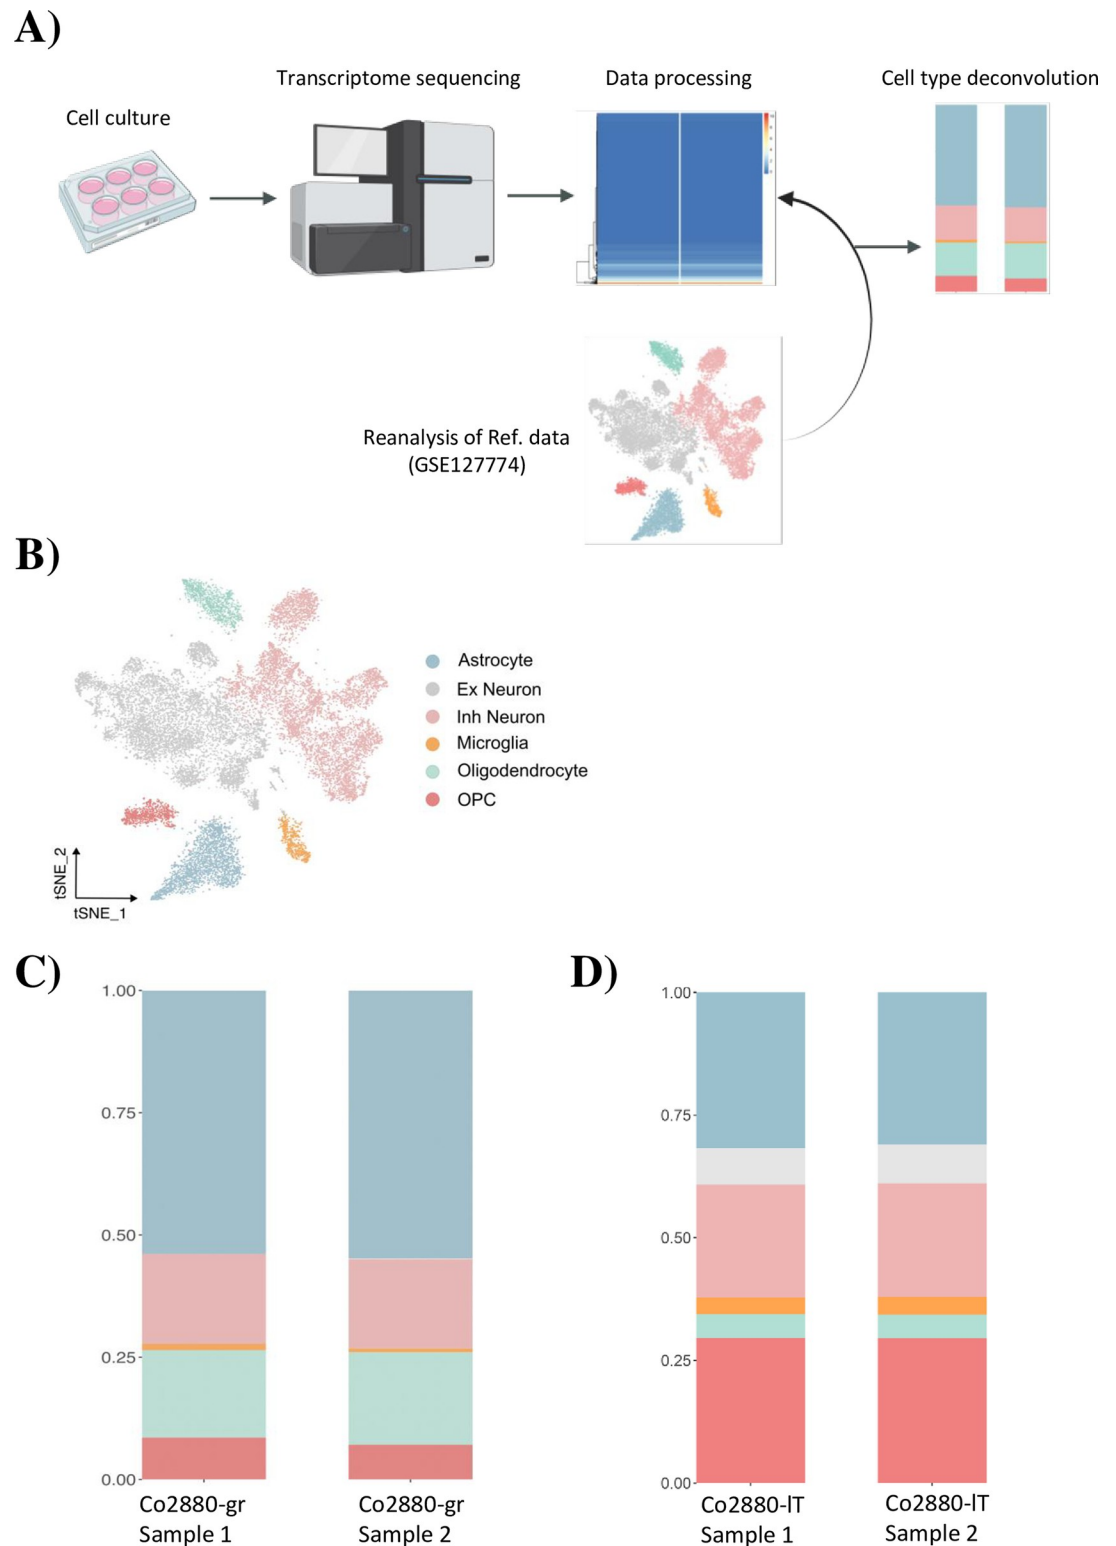 A)
Transcriptome sequencing
Data processing
Cell type deconvolution
Cell culture
Reanalysis of Ref. data
(GSE127774)
B)
Astrocyte
Ex Neuron
Inh Neuron
Microglia
Oligodendrocyte
OPC
tSNE_2
tSNE_1
C)
1.00
0.75
0.50
0.25
0.00
Co2880-gr
Sample 1
Co2880-gr
Sample 2
D)
1.00
0.75
0.50
0.25
0.00
Co2880-lT
Sample 1
Co2880-lT
Sample 2